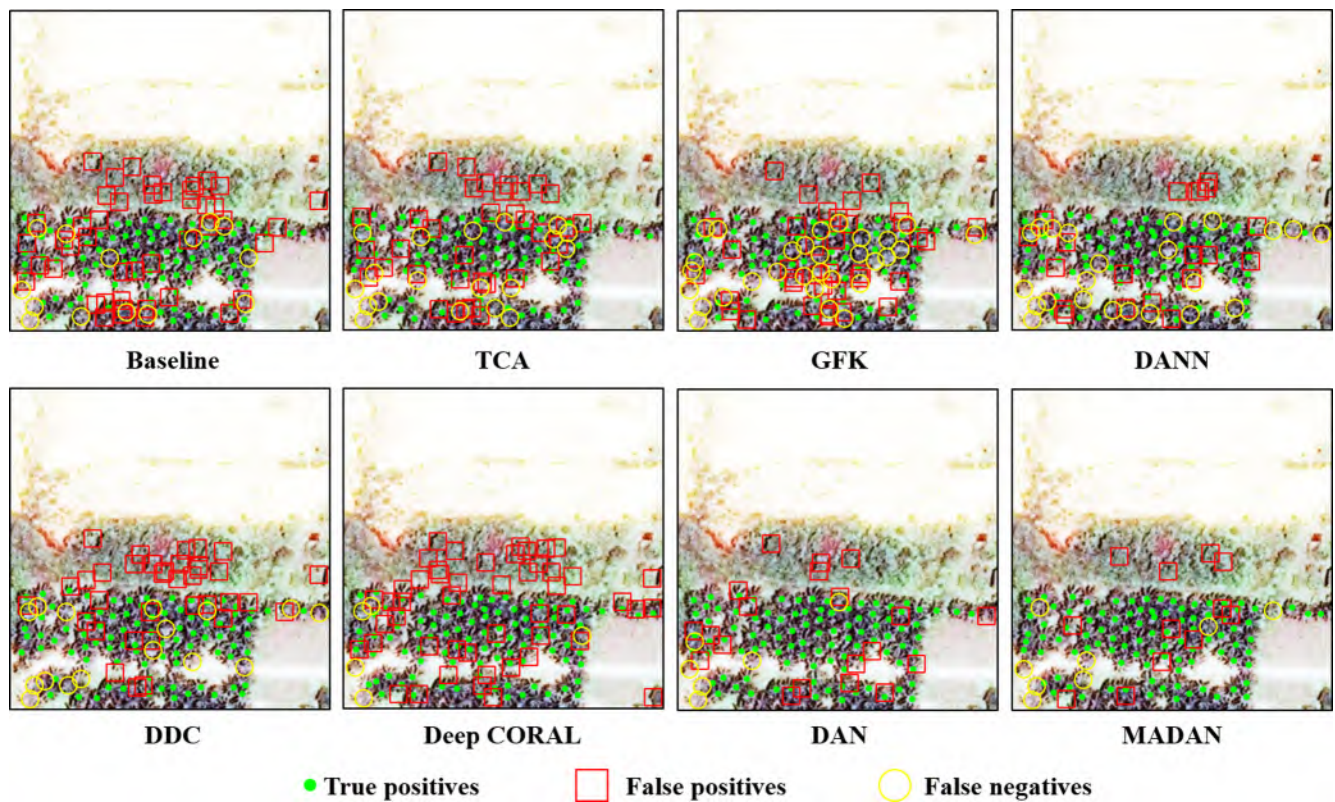 Baseline TCA GFK DANN
DDC Deep CORAL DAN MADAN
True positives False positives False negatives